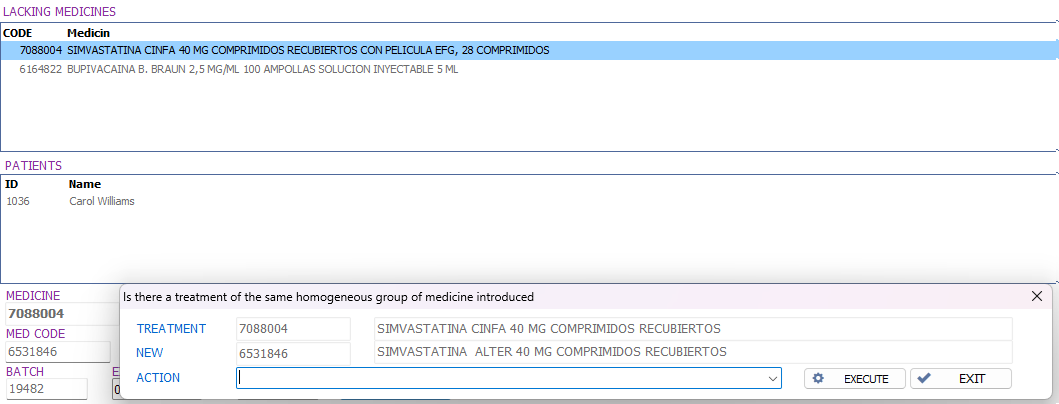 LACKING MEDICINES
CODE Medicin
7088004 SIMVASTATINA CINFA 40 MG COMPRIMIDOS RECUBIERTOS CON PELICULA EFG, 28 COMPRIMIDOS
6164822 BUPIVACAINA B. BRAUN 2,5 MG/ML 100 AMPOLLAS SOLUCION INYECTABLE 5 ML
PATIENTS
ID Name
1036 Carol Williams
MEDICINE
7088004
MED CODE
6531846
BATCH
19482
Is there a treatment of the same homogeneous group of medicine introduced
TREATMENT 7088004 SIMVASTATINA CINFA 40 MG COMPRIMIDOS RECUBIERTOS
NEW 6531846 SIMVASTATINA ALTER 40 MG COMPRIMIDOS RECUBIERTOS
ACTION EXECUTE EXIT